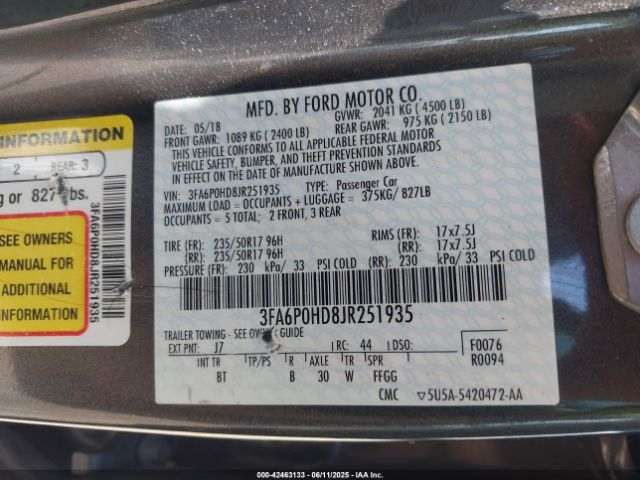 INFORMATION
2 REAR: 3
g or 827 lbs.
SEE OWNERS
MANUAL FOR
ADDITIONAL
INFORMATION
3FA6P0HD8JR251935
MFD. BY FORD MOTOR CO.
DATE: 05/18 GVWR: 2041 KG ( 4500 LB)
FRONT GAWR: 1089 KG ( 2400 LB) REAR GAWR: 975 KG ( 2150 LB)
THIS VEHICLE CONFORMS TO ALL APPLICABLE FEDERAL MOTOR
VEHICLE SAFETY, BUMPER, AND THEFT PREVENTION STANDARDS
IN EFFECT ON THE DATE OF MANUFACTURE SHOWN ABOVE.
VIN: 3FA6P0HD8JR251935 TYPE: Passenger Car
MAXIMUM LOAD = OCCUPANTS + LUGGAGE = 375KG/ 827LB
OCCUPANTS = 5 TOTAL; 2 FRONT, 3 REAR
TIRE (FR): 235/50R17 96H RIMS (FR): 17x7.5J
(RR): 235/50R17 96H (RR): 17x7.5J
PRESSURE (FR): 230 kPa/ 33 PSI COLD (RR): 230 kPa/ 33 PSI COLD
3FA6P0HD8JR251935
TRAILER TOWING - SEE OWNERS GUIDE
EXT PNT: J7 RC: 44 DSO: F0076
INT TR TP/PS R AXLE TR SPR R0094
BT B 30 W FFGG
CMC ▽5U5A-5420472-AA
000-42463133 - 06/11/2025 - IAA Inc.